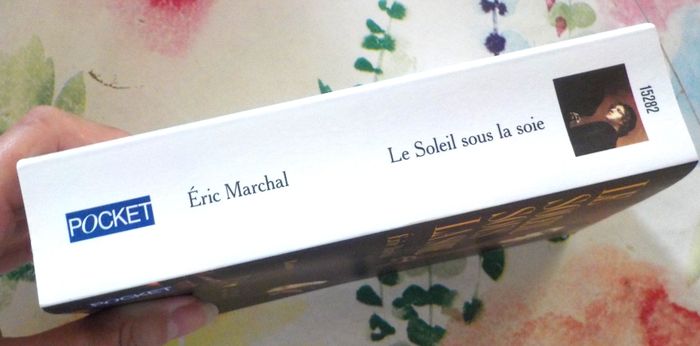 POCKET
Éric Marchal
Le Soleil sous la soie
15282
POCKET